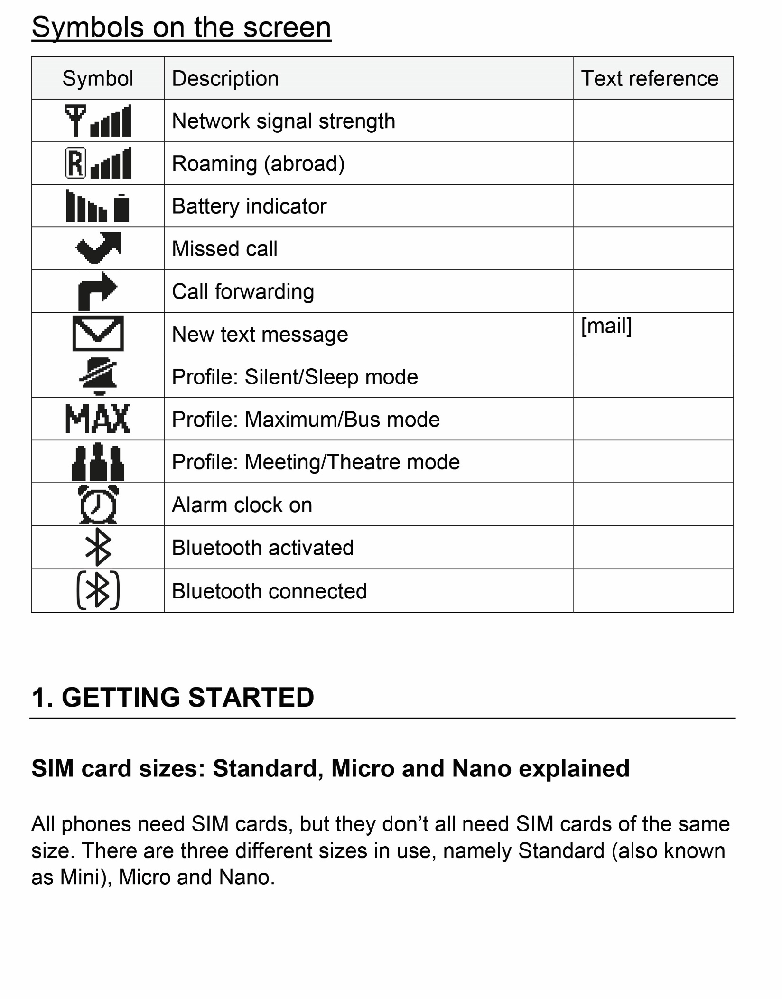 Symbols on the screen
Symbol Description Text reference
Network signal strength
R Roaming (abroad)
Battery indicator
Missed call
Call forwarding
New text message [mail]
Profile: Silent/Sleep mode
MAX Profile: Maximum/Bus mode
Profile: Meeting/Theatre mode
Alarm clock on
Bluetooth activated
Bluetooth connected
1. GETTING STARTED
SIM card sizes: Standard, Micro and Nano explained
All phones need SIM cards, but they don’t all need SIM cards of the same
size. There are three different sizes in use, namely Standard (also known
as Mini), Micro and Nano.